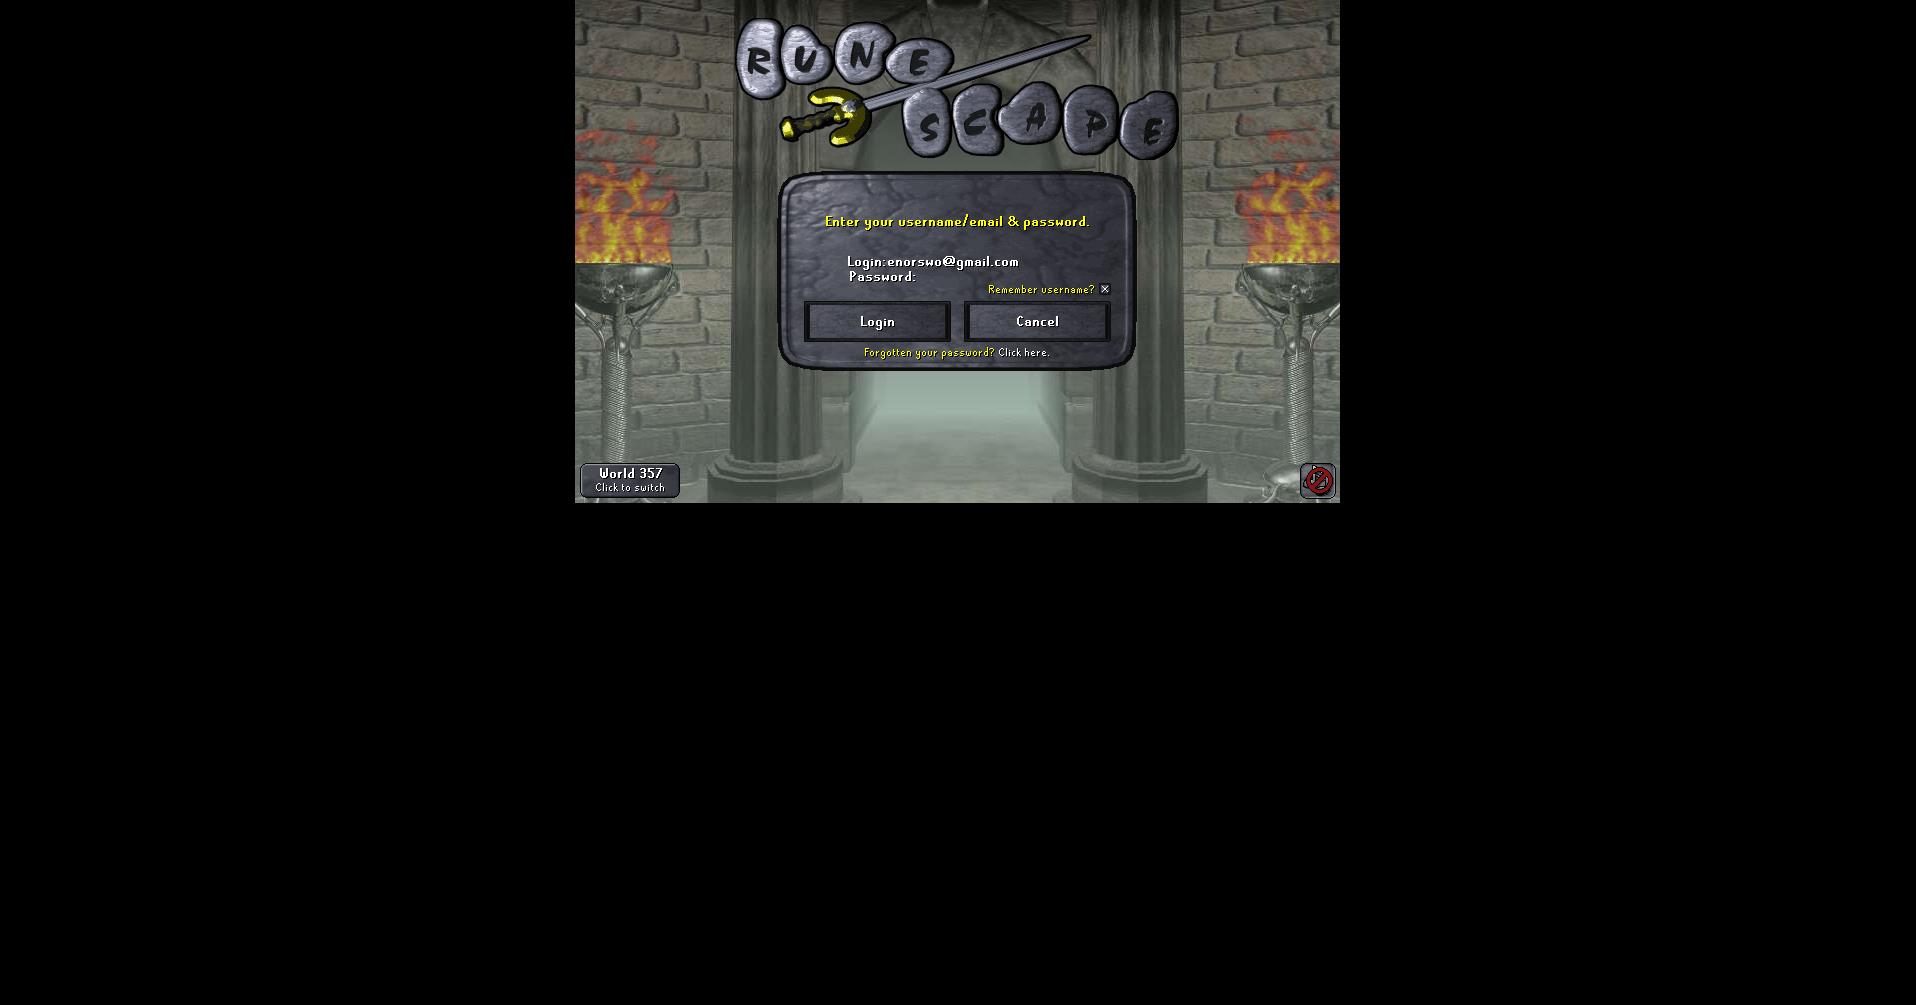 RUNE
SCAPE
Enter your username/email & password.
Login:enorswo@gmail.com
Password:
Remember username?
Login
Cancel
Forgotten your password? Click here.
World 357
Click to switch